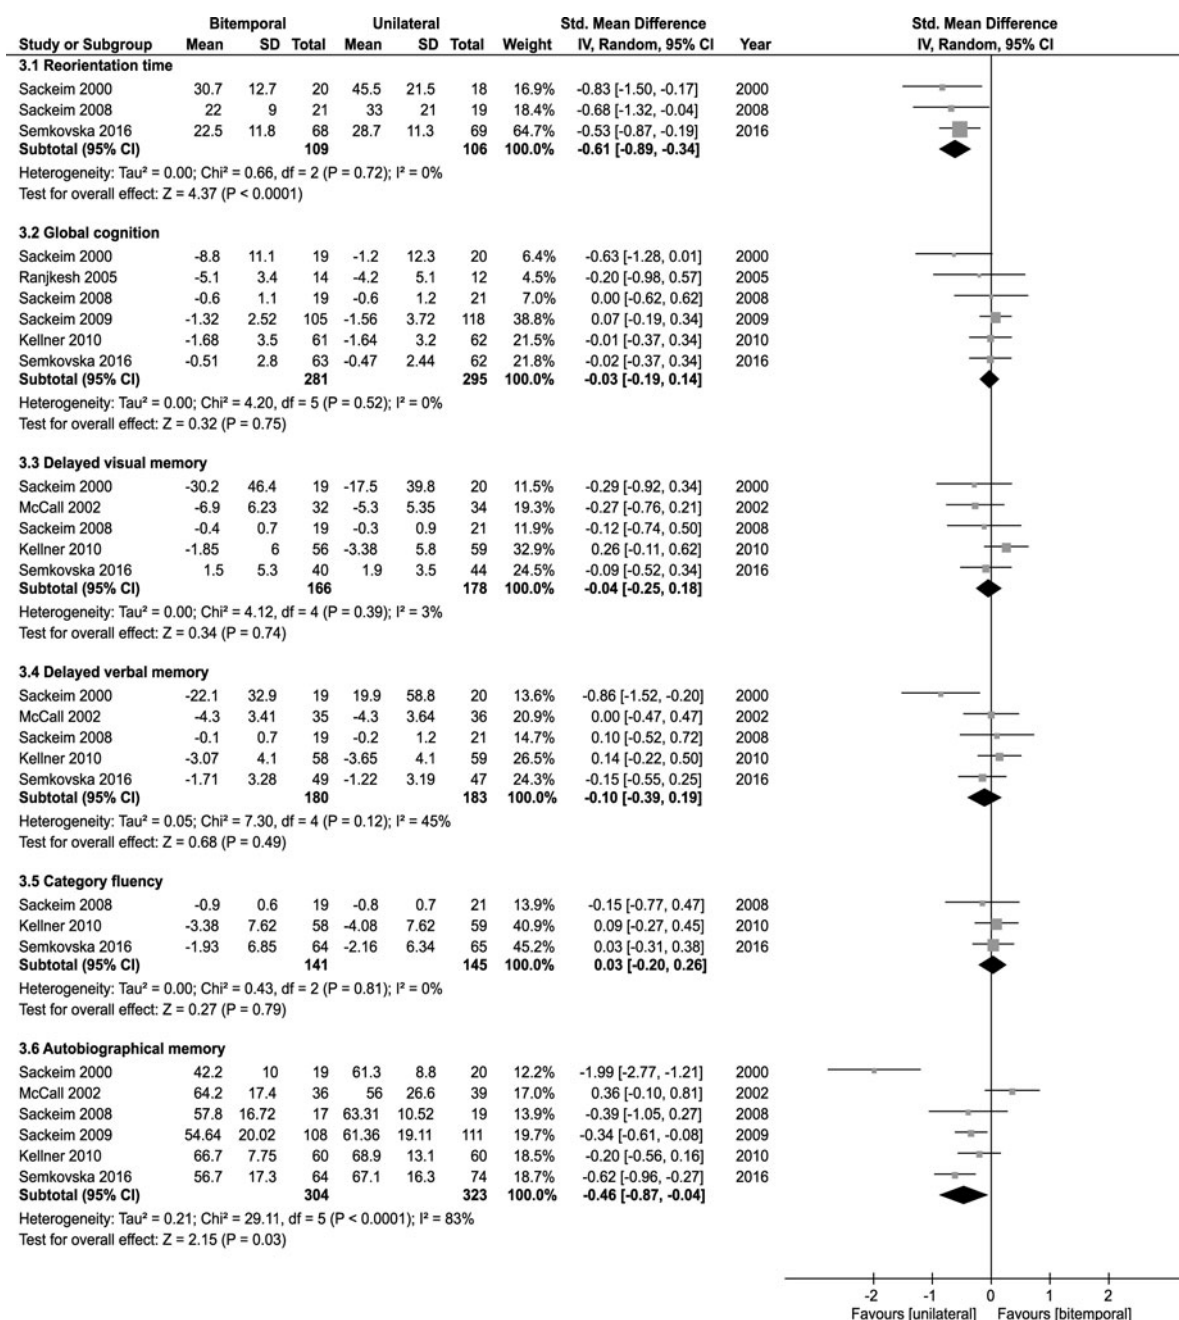 Bitemporal Unilateral Std. Mean Difference Std. Mean Difference
Study or Subgroup Mean SD Total Mean SD Total Weight IV, Random, 95% CI Year IV, Random, 95% CI
3.1 Reorientation time
Sackeim 2000 30.7 12.7 20 45.5 21.5 18 16.9% -0.83 [-1.50, -0.17] 2000
Sackeim 2008 22 9 21 33 21 19 18.4% -0.68 [-1.32, -0.04] 2008
Semkovska 2016 22.5 11.8 68 28.7 11.3 69 64.7% -0.53 [-0.87, -0.19] 2016
Subtotal (95% CI) 109 106 100.0% -0.61 [-0.89, -0.34]
Heterogeneity: Tau² = 0.00; Chi² = 0.66, df = 2 (P = 0.72); I² = 0%
Test for overall effect: Z = 4.37 (P < 0.0001)
3.2 Global cognition
Sackeim 2000 -8.8 11.1 19 -1.2 12.3 20 6.4% -0.63 [-1.28, 0.01] 2000
Ranjkesh 2005 -5.1 3.4 14 -4.2 5.1 12 4.5% -0.20 [-0.98, 0.57] 2005
Sackeim 2008 -0.6 1.1 19 -0.6 1.2 21 7.0% 0.00 [-0.62, 0.62] 2008
Sackeim 2009 -1.32 2.52 105 -1.56 3.72 118 38.8% 0.07 [-0.19, 0.34] 2009
Kellner 2010 -1.68 3.5 61 -1.64 3.2 62 21.5% -0.01 [-0.37, 0.34] 2010
Semkovska 2016 -0.51 2.8 63 -0.47 2.44 62 21.8% -0.02 [-0.37, 0.34] 2016
Subtotal (95% CI) 281 295 100.0% -0.03 [-0.19, 0.14]
Heterogeneity: Tau² = 0.00; Chi² = 4.20, df = 5 (P = 0.52); I² = 0%
Test for overall effect: Z = 0.32 (P = 0.75)
3.3 Delayed visual memory
Sackeim 2000 -30.2 46.4 19 -17.5 39.8 20 11.5% -0.29 [-0.92, 0.34] 2000
McCall 2002 -6.9 6.23 32 -5.3 5.35 34 19.3% -0.27 [-0.76, 0.21] 2002
Sackeim 2008 -0.4 0.7 19 -0.3 0.9 21 11.9% -0.12 [-0.74, 0.50] 2008
Kellner 2010 -1.85 6 56 -3.38 5.8 59 32.9% 0.26 [-0.11, 0.62] 2010
Semkovska 2016 1.5 5.3 40 1.9 3.5 44 24.5% -0.09 [-0.52, 0.34] 2016
Subtotal (95% CI) 166 178 100.0% -0.04 [-0.25, 0.18]
Heterogeneity: Tau² = 0.00; Chi² = 4.12, df = 4 (P = 0.39); I² = 3%
Test for overall effect: Z = 0.34 (P = 0.74)
3.4 Delayed verbal memory
Sackeim 2000 -22.1 32.9 19 19.9 58.8 20 13.6% -0.86 [-1.52, -0.20] 2000
McCall 2002 -4.3 3.41 35 -4.3 3.64 36 20.9% 0.00 [-0.47, 0.47] 2002
Sackeim 2008 -0.1 0.7 19 -0.2 1.2 21 14.7% 0.10 [-0.52, 0.72] 2008
Kellner 2010 -3.07 4.1 58 -3.65 4.1 59 26.5% 0.14 [-0.22, 0.50] 2010
Semkovska 2016 -1.71 3.28 49 -1.22 3.19 47 24.3% -0.15 [-0.55, 0.25] 2016
Subtotal (95% CI) 180 183 100.0% -0.10 [-0.39, 0.19]
Heterogeneity: Tau² = 0.05; Chi² = 7.30, df = 4 (P = 0.12); I² = 45%
Test for overall effect: Z = 0.68 (P = 0.49)
3.5 Category fluency
Sackeim 2008 -0.9 0.6 19 -0.8 0.7 21 13.9% -0.15 [-0.77, 0.47] 2008
Kellner 2010 -3.38 7.62 58 -4.08 7.62 59 40.9% 0.09 [-0.27, 0.45] 2010
Semkovska 2016 -1.93 6.85 64 -2.16 6.34 65 45.2% 0.03 [-0.31, 0.38] 2016
Subtotal (95% CI) 141 145 100.0% 0.03 [-0.20, 0.26]
Heterogeneity: Tau² = 0.00; Chi² = 0.43, df = 2 (P = 0.81); I² = 0%
Test for overall effect: Z = 0.27 (P = 0.79)
3.6 Autobiographical memory
Sackeim 2000 42.2 10 19 61.3 8.8 20 12.2% -1.99 [-2.77, -1.21] 2000
McCall 2002 64.2 17.4 36 56 26.6 39 17.0% 0.36 [-0.10, 0.81] 2002
Sackeim 2008 57.8 16.72 17 63.31 10.52 19 13.9% -0.39 [-1.05, 0.27] 2008
Sackeim 2009 54.64 20.02 108 61.36 19.11 111 19.7% -0.34 [-0.61, -0.08] 2009
Kellner 2010 66.7 7.75 60 68.9 13.1 60 18.5% -0.20 [-0.56, 0.16] 2010
Semkovska 2016 56.7 17.3 64 67.1 16.3 74 18.7% -0.62 [-0.96, -0.27] 2016
Subtotal (95% CI) 304 323 100.0% -0.46 [-0.87, -0.04]
Heterogeneity: Tau² = 0.21; Chi² = 29.11, df = 5 (P < 0.0001); I² = 83%
Test for overall effect: Z = 2.15 (P = 0.03)
-2 -1 0 1 2
Favours [unilateral] Favours [bitemporal]